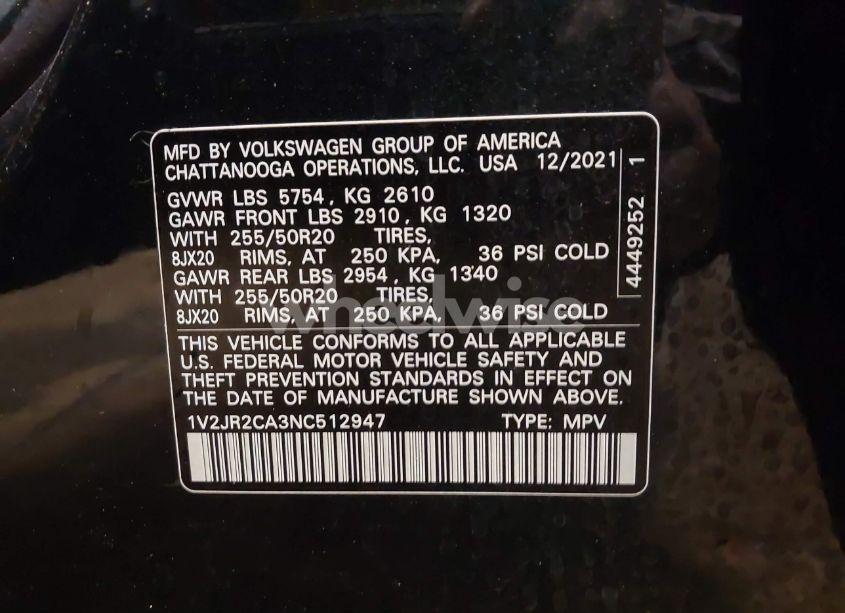 MFD BY VOLKSWAGEN GROUP OF AMERICA
CHATTANOOGA OPERATIONS, LLC. USA 12/2021
GVWR LBS 5754, KG 2610
GAWR FRONT LBS 2910, KG 1320
WITH 255/50R20 TIRES,
8JX20 RIMS, AT 250 KPA, 36 PSI COLD
GAWR REAR LBS 2954, KG 1340
WITH 255/50R20 TIRES,
8JX20 RIMS, AT 250 KPA, 36 PSI COLD
4449252 1
wheelwise
THIS VEHICLE CONFORMS TO ALL APPLICABLE
U.S. FEDERAL MOTOR VEHICLE SAFETY AND
THEFT PREVENTION STANDARDS IN EFFECT ON
THE DATE OF MANUFACTURE SHOWN ABOVE.
1V2JR2CA3NC512947 TYPE: MPV